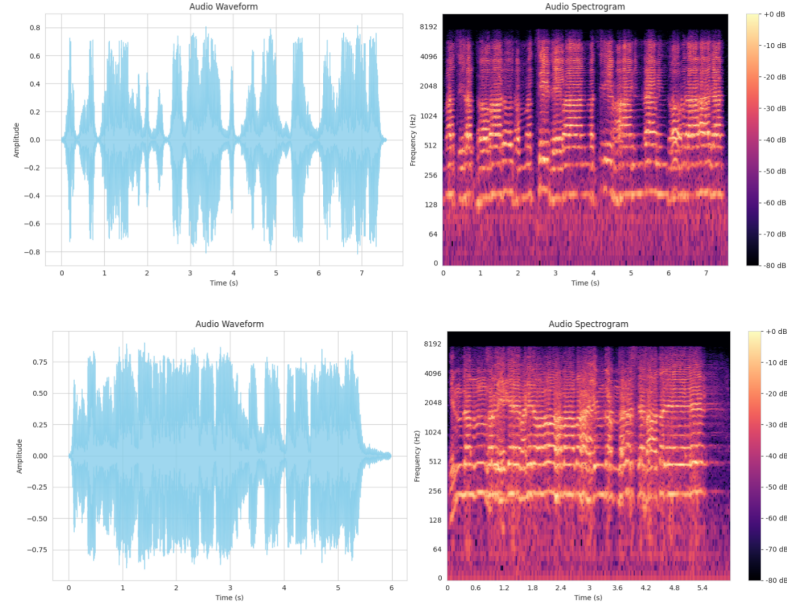 Audio Waveform
Amplitude
0.8
0.6
0.4
0.2
0.0
−0.2
−0.4
−0.6
−0.8
0 1 2 3 4 5 6 7
Time (s)
Audio Spectrogram
Frequency (Hz)
8192
4096
2048
1024
512
256
128
64
0
0 1 2 3 4 5 6 7
Time (s)
+0 dB
-10 dB
-20 dB
-30 dB
-40 dB
-50 dB
-60 dB
-70 dB
-80 dB
Audio Waveform
Amplitude
0.75
0.50
0.25
0.00
−0.25
−0.50
−0.75
0 1 2 3 4 5 6
Time (s)
Audio Spectrogram
Frequency (Hz)
8192
4096
2048
1024
512
256
128
64
0
0 0.6 1.2 1.8 2.4 3 3.6 4.2 4.8 5.4
Time (s)
+0 dB
-10 dB
-20 dB
-30 dB
-40 dB
-50 dB
-60 dB
-70 dB
-80 dB